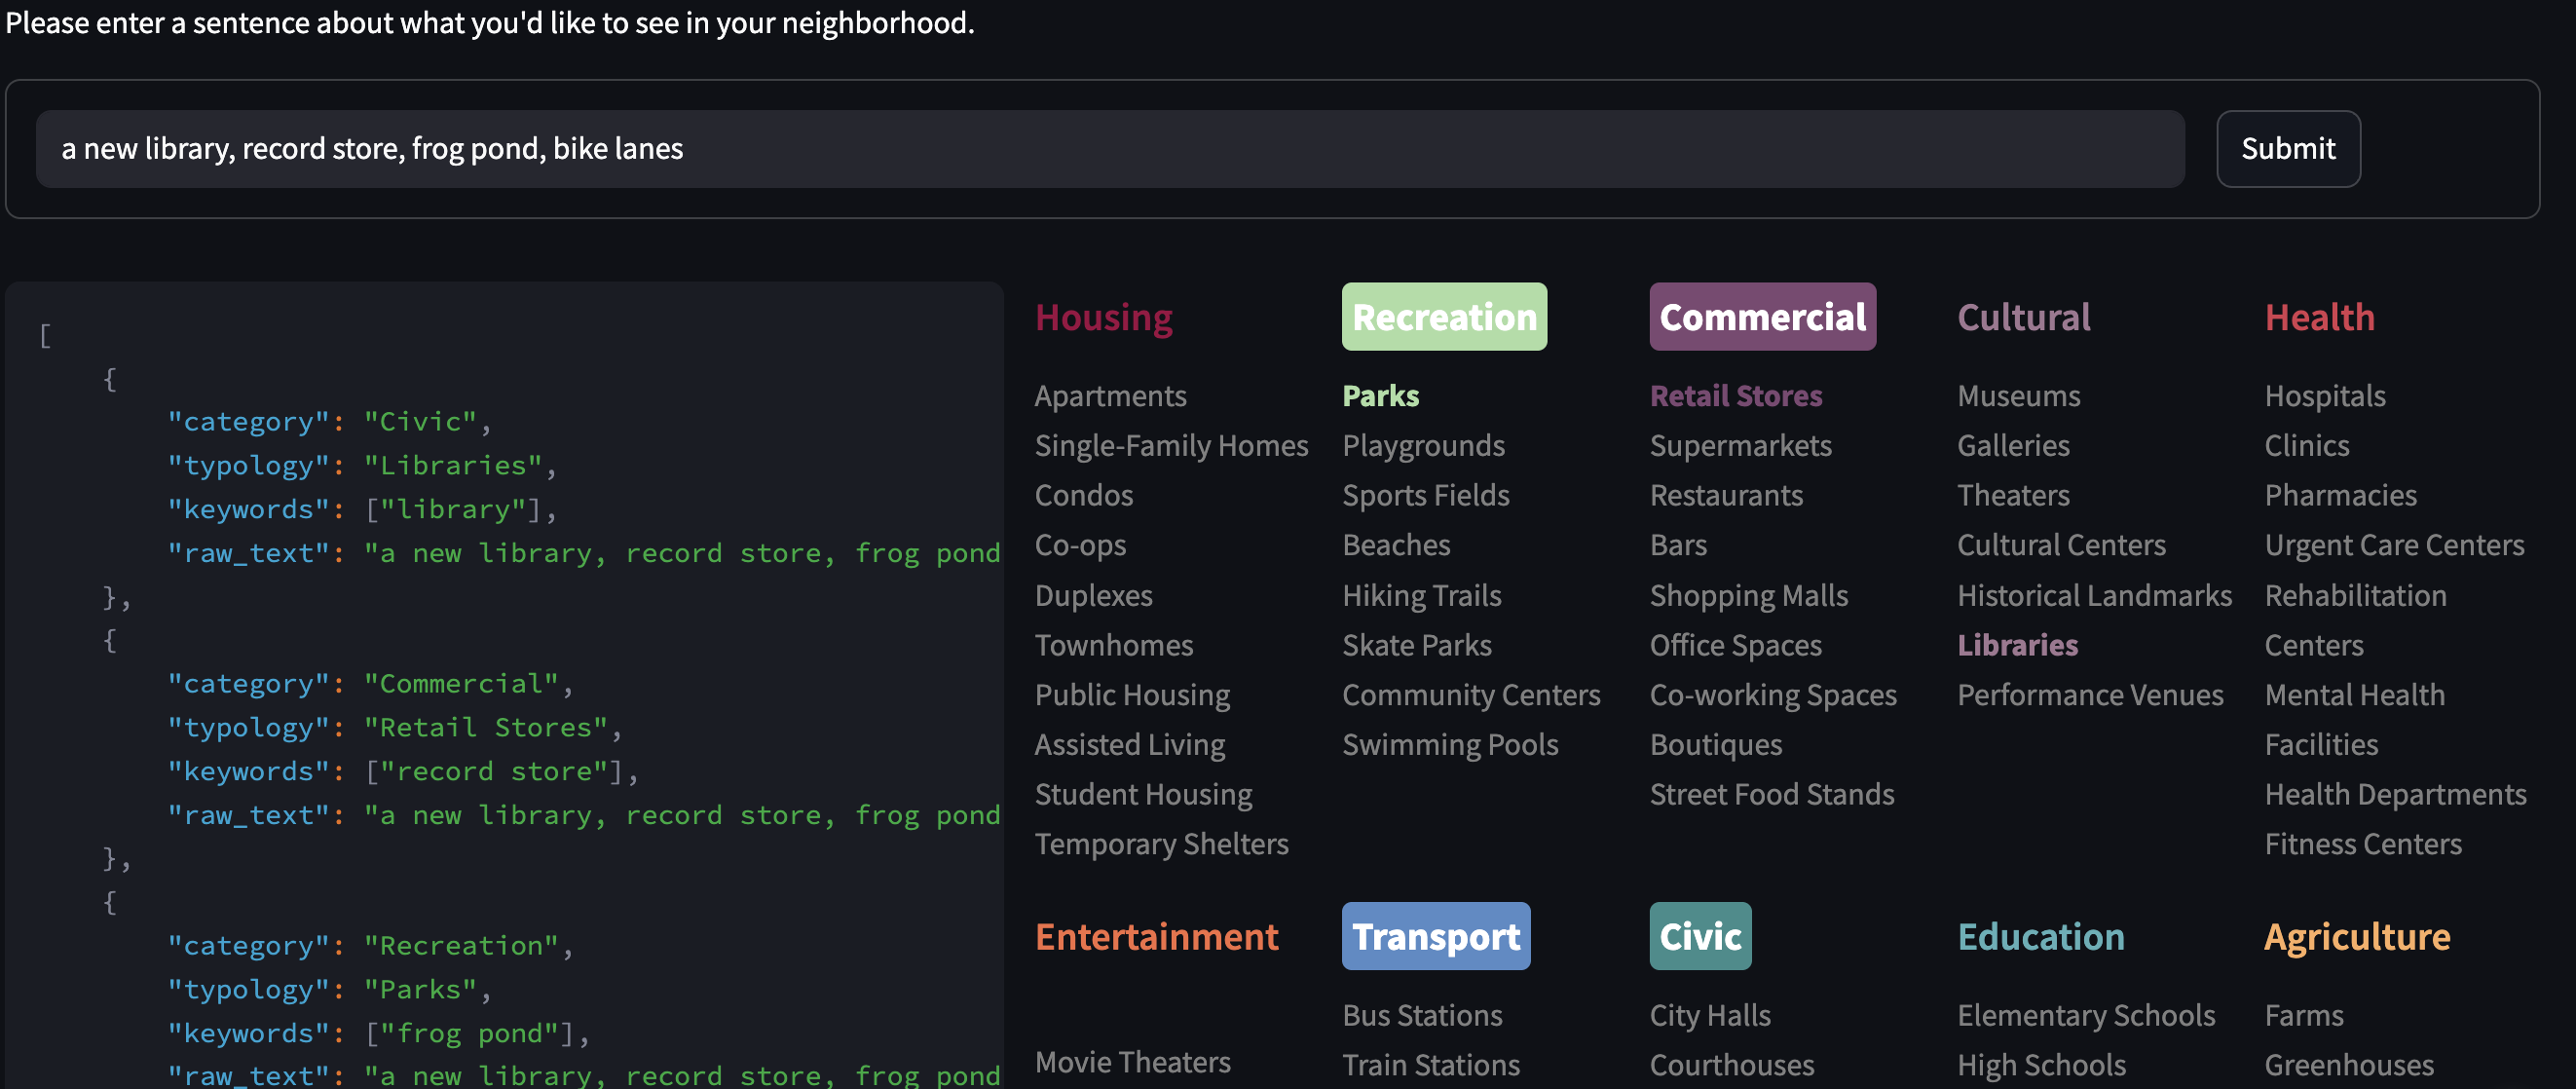 Please enter a sentence about what you'd like to see in your neighborhood.
a new library, record store, frog pond, bike lanes
Submit
[
{
"category": "Civic",
"typology": "Libraries",
"keywords": ["library"],
"raw_text": "a new library, record store, frog pond
},
{
"category": "Commercial",
"typology": "Retail Stores",
"keywords": ["record store"],
"raw_text": "a new library, record store, frog pond
},
{
"category": "Recreation",
"typology": "Parks",
"keywords": ["frog pond"],
"raw_text": "a new library, record store, frog pond
Housing
Apartments
Single-Family Homes
Condos
Co-ops
Duplexes
Townhomes
Public Housing
Assisted Living
Student Housing
Temporary Shelters
Recreation
Parks
Playgrounds
Sports Fields
Beaches
Hiking Trails
Skate Parks
Community Centers
Swimming Pools
Commercial
Retail Stores
Supermarkets
Restaurants
Bars
Shopping Malls
Office Spaces
Co-working Spaces
Boutiques
Street Food Stands
Cultural
Museums
Galleries
Theaters
Cultural Centers
Historical Landmarks
Libraries
Performance Venues
Health
Hospitals
Clinics
Pharmacies
Urgent Care Centers
Rehabilitation
Centers
Mental Health
Facilities
Health Departments
Fitness Centers
Entertainment
Movie Theaters
Transport
Bus Stations
Train Stations
Civic
City Halls
Courthouses
Education
Elementary Schools
High Schools
Agriculture
Farms
Greenhouses